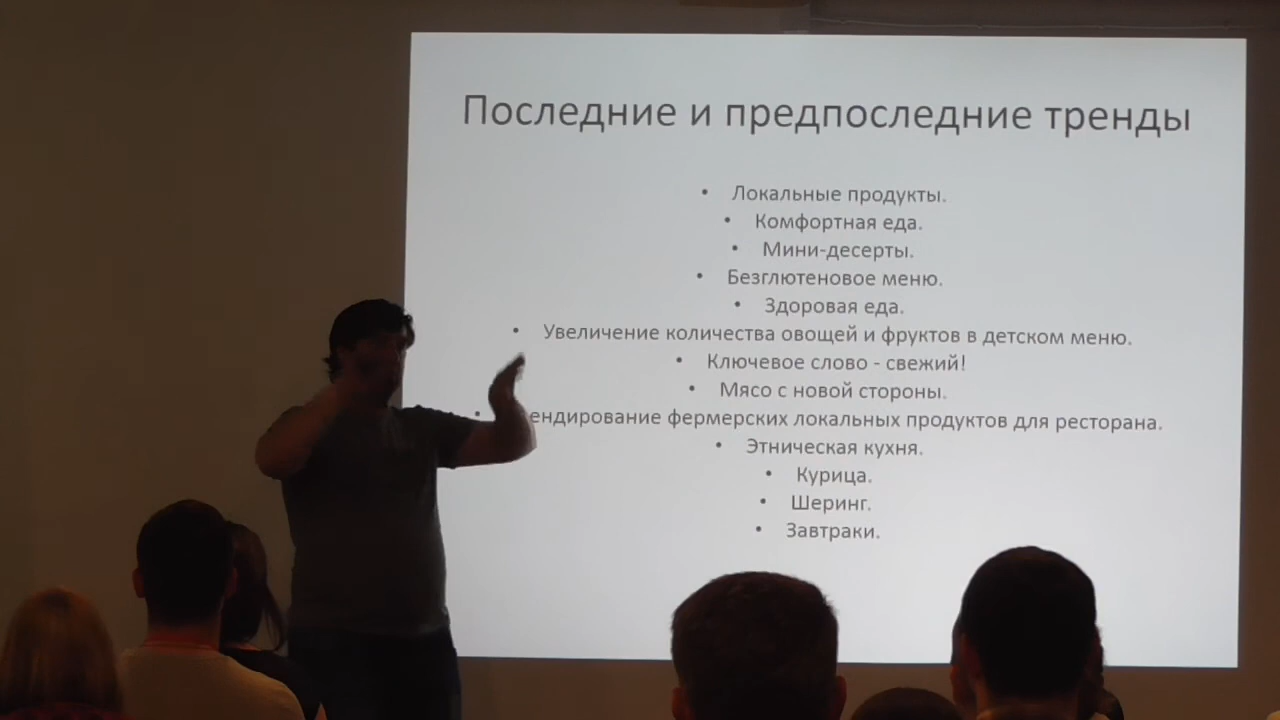 Последние и предпоследние тренды
• Локальные продукты.
• Комфортная еда.
• Мини-десерты.
• Безглютеновое меню.
• Здоровая еда.
• Увеличение количества овощей и фруктов в детском меню.
• Ключевое слово - свежий!
• Мясо с новой стороны.
• фермерских локальных продуктов для ресторана.
• Этническая кухня.
• Курица.
• Шеринг.
• Завтраки.